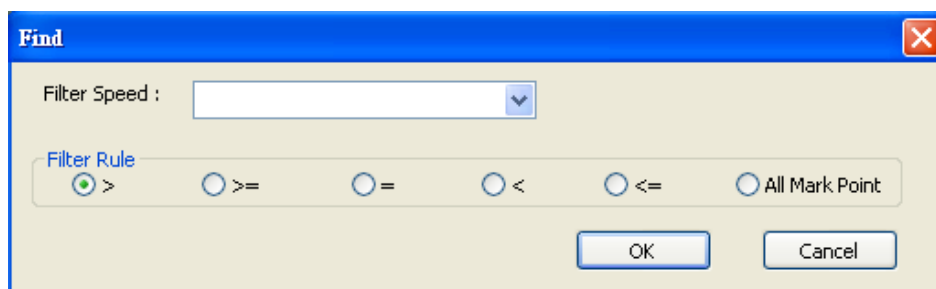 Find
Filter Speed :
Filter Rule
> >= = < <= All Mark Point
OK Cancel